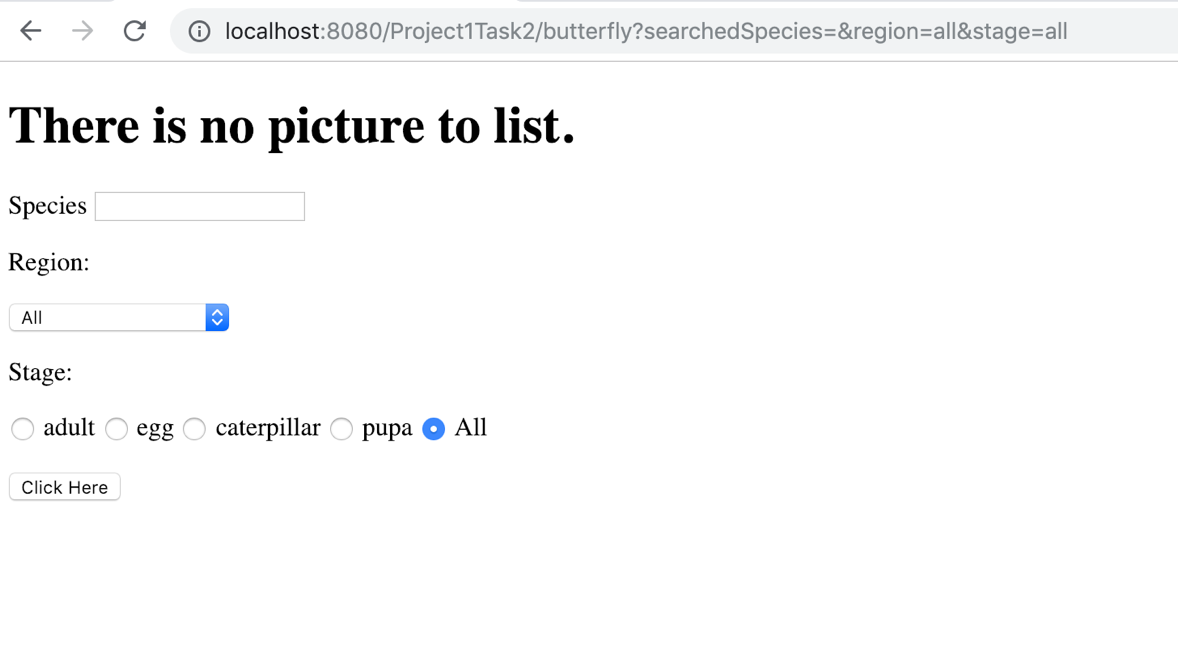 localhost:8080/Project1Task2/butterfly?searchedSpecies=&region=all&stage=all
There is no picture to list.
Species
Region:
All
Stage:
adult egg caterpillar pupa All
Click Here